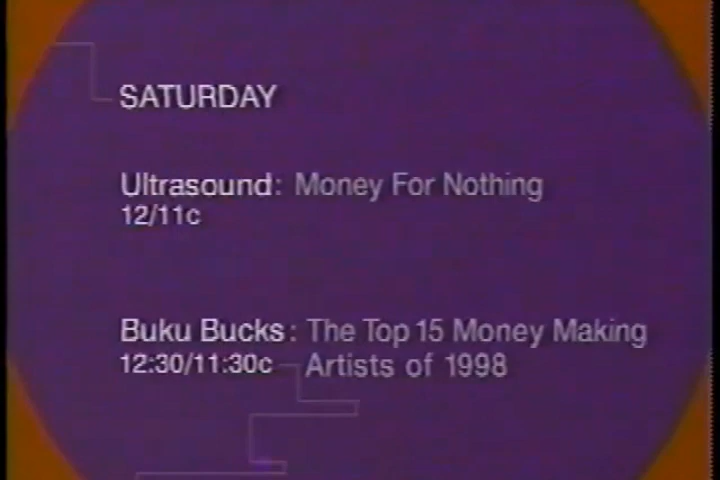 SATURDAY
Ultrasound: Money For Nothing
12/11c
Buku Bucks: The Top 15 Money Making
12:30/11:30c Artists of 1998